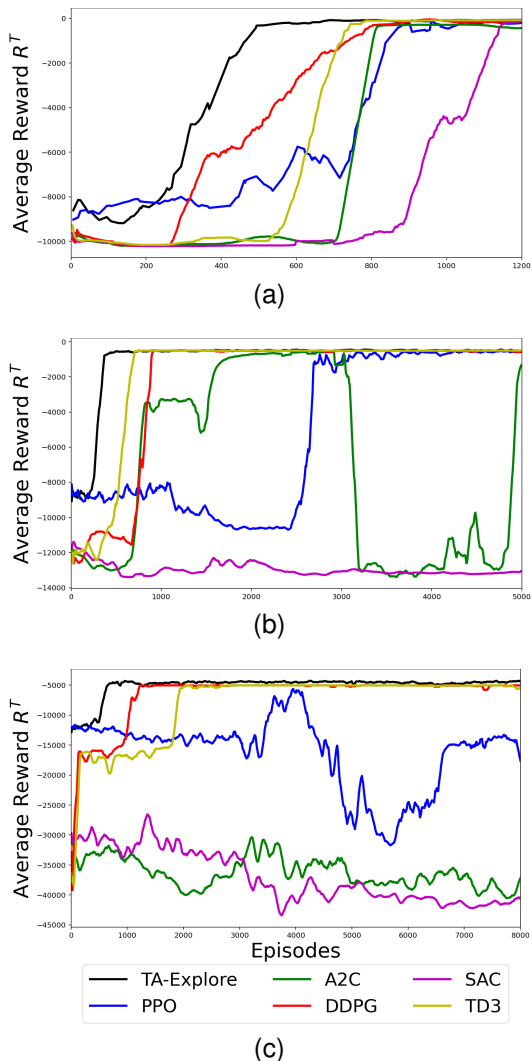 Average Reward R^T
0
−2000
−4000
−6000
−8000
−10000
0 200 400 600 800 1000 1200
(a)
Average Reward R^T
0
−2000
−4000
−6000
−8000
−10000
−12000
−14000
0 1000 2000 3000 4000 5000
(b)
Average Reward R^T
−5000
−10000
−15000
−20000
−25000
−30000
−35000
−40000
−45000
0 1000 2000 3000 4000 5000 6000 7000 8000
Episodes
TA-Explore A2C SAC
PPO DDPG TD3
(c)